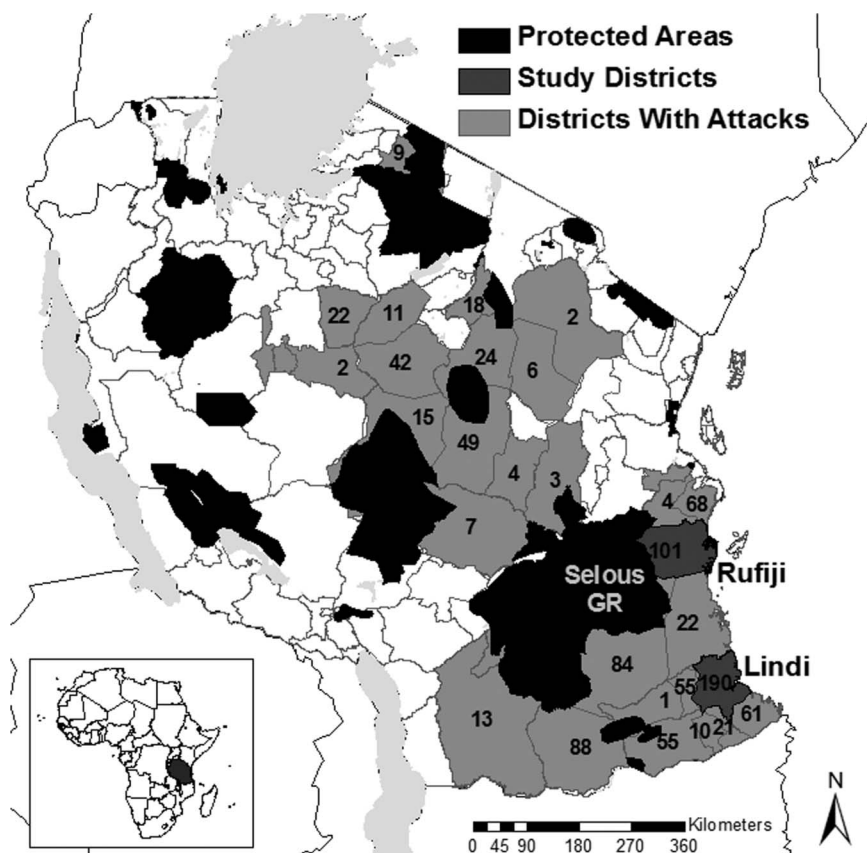 Protected Areas
Study Districts
Districts With Attacks
9
18
2
22
11
2
42
24
6
15
49
4
3
4
68
7
101
Rufiji
Selous
GR
22
84
Lindi
190
55
1
61
13
88
55
10
21
N
Kilometers
0 45 90 180 270 360